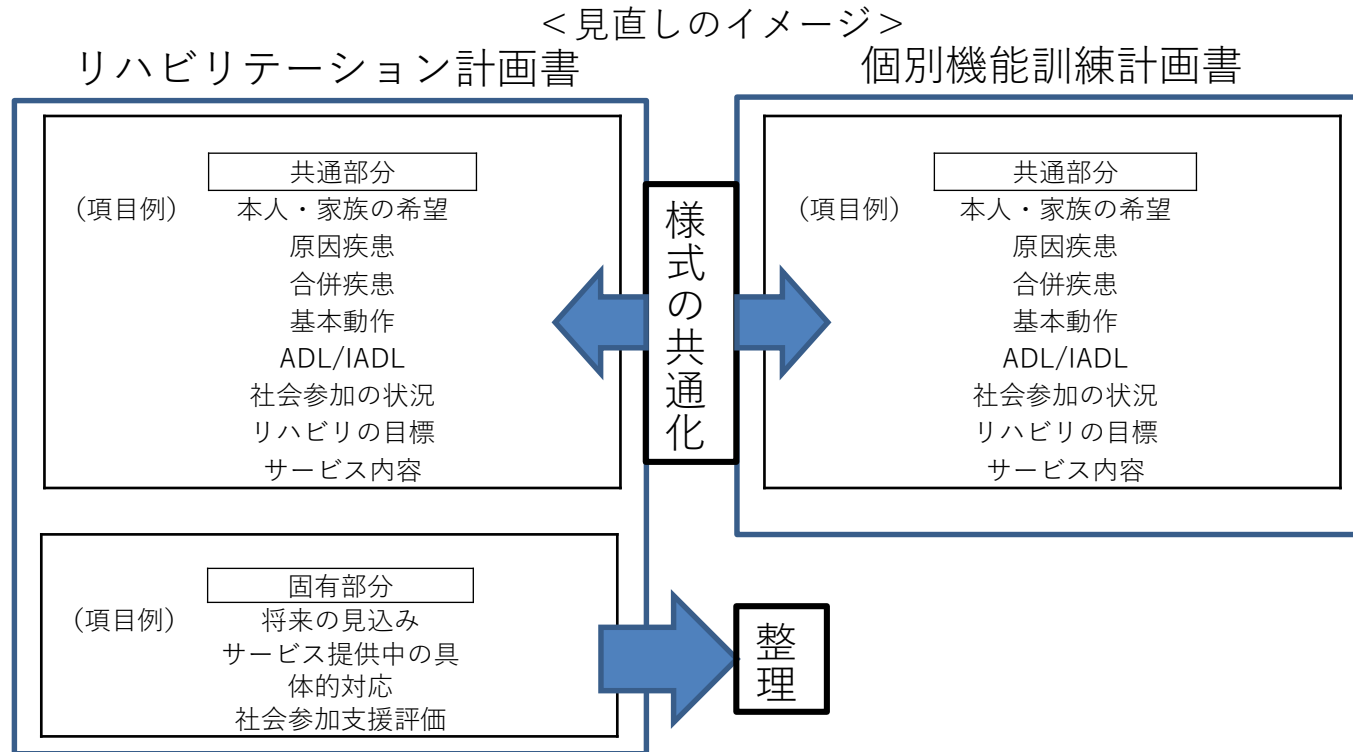 ＜見直しのイメージ＞
リハビリテーション計画書
共通部分
（項目例）　本人・家族の希望
原因疾患
合併疾患
基本動作
ADL/IADL
社会参加の状況
リハビリの目標
サービス内容
固有部分
（項目例）　将来の見込み
サービス提供中の具
体的対応
社会参加支援評価
様式の共通化
整理
個別機能訓練計画書
共通部分
（項目例）　本人・家族の希望
原因疾患
合併疾患
基本動作
ADL/IADL
社会参加の状況
リハビリの目標
サービス内容